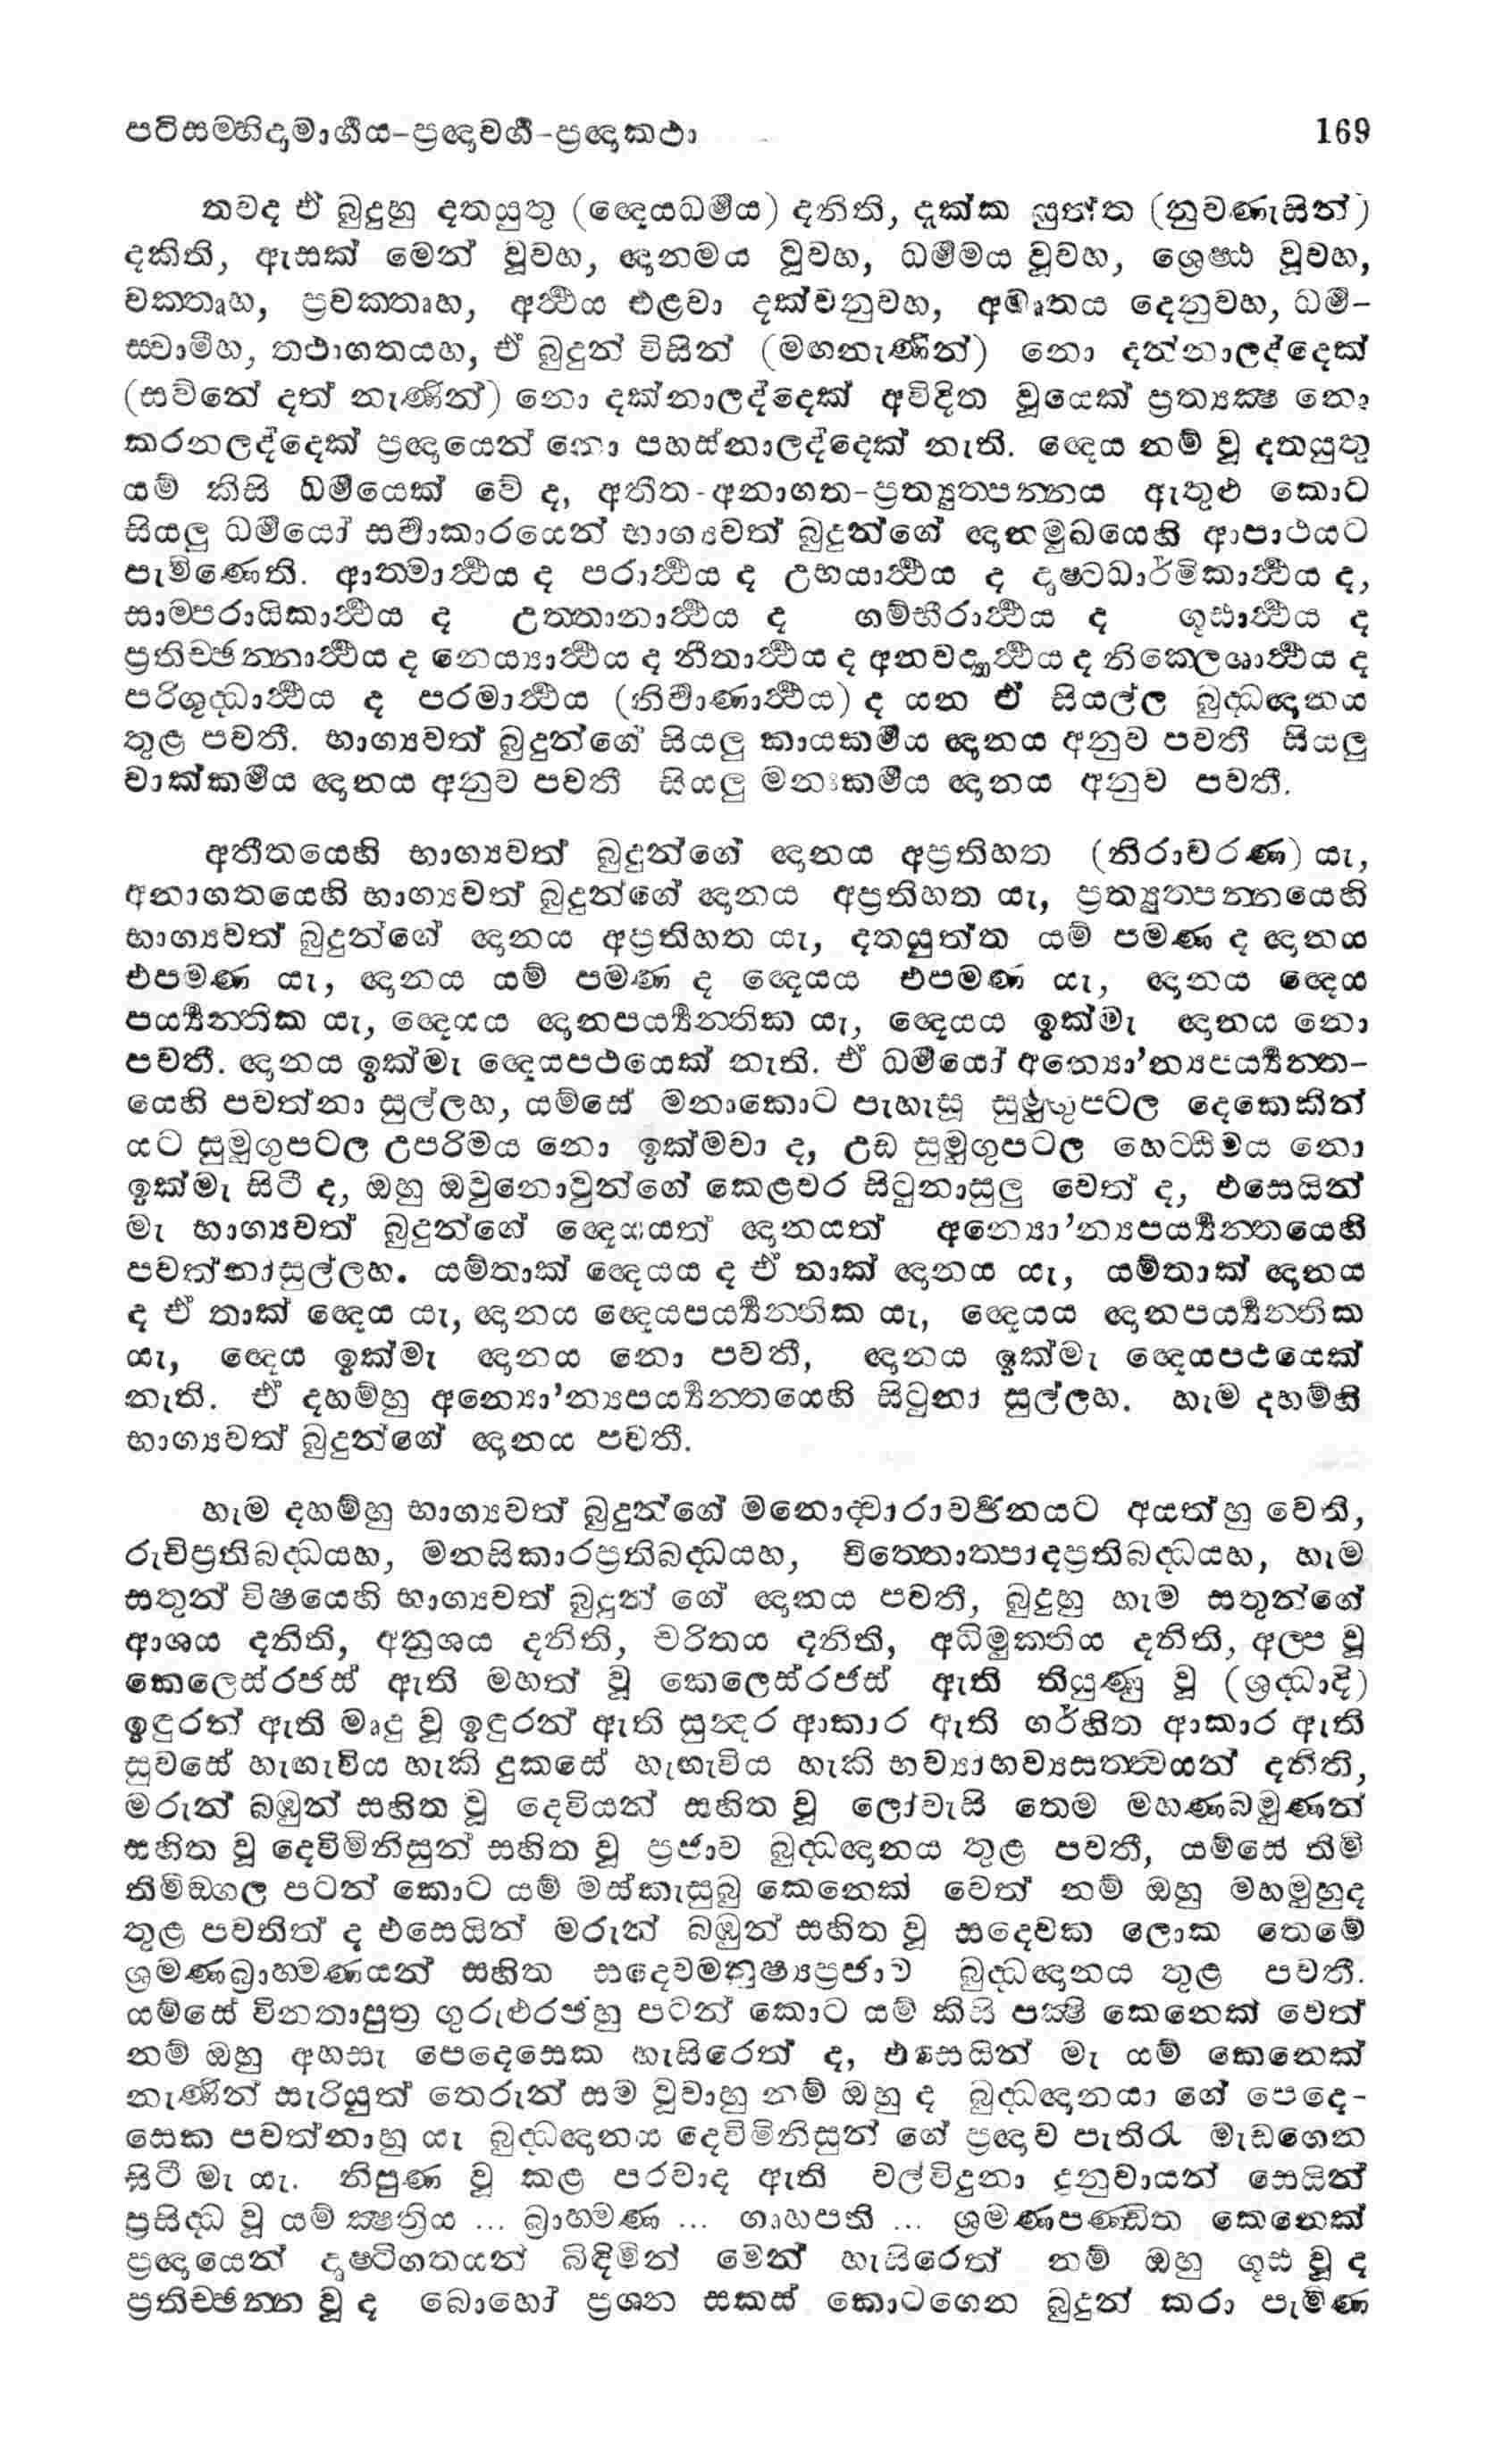 පටිසම්භිදාමාර්ගය-ප්‍රඥාවර්ග-ප්‍රඥාකථා 169
තවද ඒ බුදුහු දතයුතු (ඥෙයධර්මය) දනිති, දැක්ක යුත්ත (නුවණැසින්)
දකිති, ඇසක් මෙන් වූවහ, ඥානමය වූවහ, ධර්මමය වූවහ, ශ්‍රෙෂ්ඨ වූවහ,
වක්තෘහ, ප්‍රවක්තෘහ, අර්ථය එළවා දක්වනුවහ, අමෘතය දෙනුවහ, ධර්ම-
ස්වාමීහ, තථාගතයහ, ඒ බුදුන් විසින් (මඟනැණින්) නො දන්නාලද්දෙක්
(සව්නේ දත් නැණින්) නො දක්නාලද්දෙක් අවිදිත වූයෙක් ප්‍රත්‍යක්ෂ නො
කරනලද්දෙක් ප්‍රඥායෙන් නො පහස්නාලද්දෙක් නැති. ඥෙය නම් වූ දතයුතු
යම් කිසි ධර්මයෙක් වේ ද, අතීත-අනාගත-ප්‍රත්‍යුත්පන්නය ඇතුළු කොට
සියලු ධර්මයෝ සර්වාකාරයෙන් භාග්‍යවත් බුදුන්ගේ ඥානමුඛයෙහි ආපාථයට
පැමිණෙති. ආත්මාර්ථය ද පරාර්ථය ද උභයාර්ථය ද දෘෂ්ටධාර්මිකාර්ථය ද,
සාම්පරායිකාර්ථය ද උත්තානාර්ථය ද ගම්භීරාර්ථය ද ගූඪාර්ථය ද
ප්‍රතිච්ඡන්නාර්ථය ද නෙය්‍යාර්ථය ද නීතාර්ථය ද අනවද්‍යාර්ථය ද නික්ලෙශාර්ථය ද
පරිශුද්ධාර්ථය ද පරමාර්ථය (නිර්වාණාර්ථය) ද යන ඒ සියල්ල බුද්ධඥානය
තුළ පවතී. භාග්‍යවත් බුදුන්ගේ සියලු කායකර්මය ඥානය අනුව පවතී සියලු
වාක්කර්මය ඥානය අනුව පවතී සියලු මනඃකර්මය ඥානය අනුව පවතී.
අතීතයෙහි භාග්‍යවත් බුදුන්ගේ ඥානය අප්‍රතිහත (නිරාවරණ) යැ,
අනාගතයෙහි භාග්‍යවත් බුදුන්ගේ ඥානය අප්‍රතිහත යැ, ප්‍රත්‍යුත්පන්නයෙහි
භාග්‍යවත් බුදුන්ගේ ඥානය අප්‍රතිහත යැ, දතයුත්ත යම් පමණ ද ඥානය
එපමණ යැ, ඥානය යම් පමණ ද ඥෙයය එපමණ යැ, ඥානය ඥෙය
පර්‍ය්‍යන්තික යැ, ඥෙයය ඥානපර්‍ය්‍යන්තික යැ, ඥෙයය ඉක්මැ ඥානය නො
පවතී. ඥානය ඉක්මැ ඥෙයපථයෙක් නැති. ඒ ධර්මයෝ අන්‍යො’න්‍යපර්‍ය්‍යන්ත-
යෙහි පවත්නා සුල්ලහ, යම්සේ මනාකොට පැහැසූ සුමුගුපටල දෙකෙකින්
යට සුමුගුපටල උපරිමය නො ඉක්මවා ද, උඩ සුමුගුපටල හෙට්ඨිමය නො
ඉක්මැ සිටී ද, ඔහු ඔවුනොවුන්ගේ කෙළවර සිටුනාසුලු වෙත් ද, එසෙයින්
මැ භාග්‍යවත් බුදුන්ගේ ඥෙයයත් ඥානයත් අන්‍යො’න්‍යපර්‍ය්‍යන්තයෙහි
පවත්නාසුල්ලහ. යම්තාක් ඥෙයය ද ඒ තාක් ඥානය යැ, යම්තාක් ඥානය
ද ඒ තාක් ඥෙය යැ, ඥානය ඥෙයපර්‍ය්‍යන්තික යැ, ඥෙයය ඥානපර්‍ය්‍යන්තික
යැ, ඥෙය ඉක්මැ ඥානය නො පවතී, ඥානය ඉක්මැ ඥෙයපථයෙක්
නැති. ඒ දහම්හු අන්‍යො’න්‍යපර්‍ය්‍යන්තයෙහි සිටුනා සුල්ලහ. හැම දහම්හි
භාග්‍යවත් බුදුන්ගේ ඥානය පවතී.
හැම දහම්හු භාග්‍යවත් බුදුන්ගේ මනොද්වාරාවර්ජනයට අයත්හු වෙති,
රුචිප්‍රතිබද්ධයහ, මනසිකාරප්‍රතිබද්ධයහ, චිත්තොත්පාදප්‍රතිබද්ධයහ, හැම
සතුන් විෂයෙහි භාග්‍යවත් බුදුන් ගේ ඥානය පවතී, බුදුහු හැම සතුන්ගේ
ආශය දනිති, අනුශය දනිති, චරිතය දනිති, අධිමුක්තිය දනිති, අල්ප වූ
කෙලෙස්රජස් ඇති මහත් වූ කෙලෙස්රජස් ඇති තියුණු වූ (ශ්‍රද්ධාදි)
ඉඳුරන් ඇති මෘදු වූ ඉඳුරන් ඇති සුන්දර ආකාර ඇති ගර්හිත ආකාර ඇති
සුවසේ හැඟැවිය හැකි දුකසේ හැඟැවිය හැකි භව්‍යාභව්‍යසත්ත්වයන් දනිති,
මරුන් බඹුන් සහිත වූ දෙවියන් සහිත වූ ලෝවැසි තෙම මහණබමුණන්
සහිත වූ දෙවිමිනිසුන් සහිත වූ ප්‍රජාව බුද්ධඥානය තුළ පවතී, යම්සේ තිමි
තිමිඞ්ගල පටන් කොට යම් මස්කැසුබු කෙනෙක් වෙත් නම් ඔහු මහමුහුද
තුළ පවතිත් ද එසෙයින් මරුන් බඹුන් සහිත වූ සදෙවක ලොක තෙමේ
ශ්‍රමණබ්‍රාහ්මණයන් සහිත සදෙවමනුෂ්‍යප්‍රජාව බුද්ධඥානය තුළ පවතී.
යම්සේ විනතාපුත්‍ර ගුරුළුරජහු පටන් කොට යම් කිසි පක්ෂි කෙනෙක් වෙත්
නම් ඔහු අහසැ පෙදෙසෙක හැසිරෙත් ද, එසෙයින් මැ යම් කෙනෙක්
නැණින් සැරියුත් තෙරුන් සම වූවාහු නම් ඔහු ද බුද්ධඥානයා ගේ පෙදෙ-
සෙක පවත්නාහු යැ බුද්ධඥානය දෙවිමිනිසුන් ගේ ප්‍රඥාව පැතිරැ මැඩගෙන
සිටී මැ යැ. නිපුණ වූ කළ පරවාද ඇති වල්විදුනා දුනුවායන් සෙයින්
ප්‍රසිද්ධ වූ යම් ක්ෂත්‍රිය ... බ්‍රාහ්මණ ... ගෘහපති ... ශ්‍රමණපණ්ඩිත කෙනෙක්
ප්‍රඥායෙන් දෘෂ්ටිගතයන් බිඳිමින් මෙන් හැසිරෙත් නම් ඔහු ගූඪ වූ ද
ප්‍රතිච්ඡන්න වූ ද බොහෝ ප්‍රශ්න සකස් කොටගෙන බුදුන් කරා පැමිණ